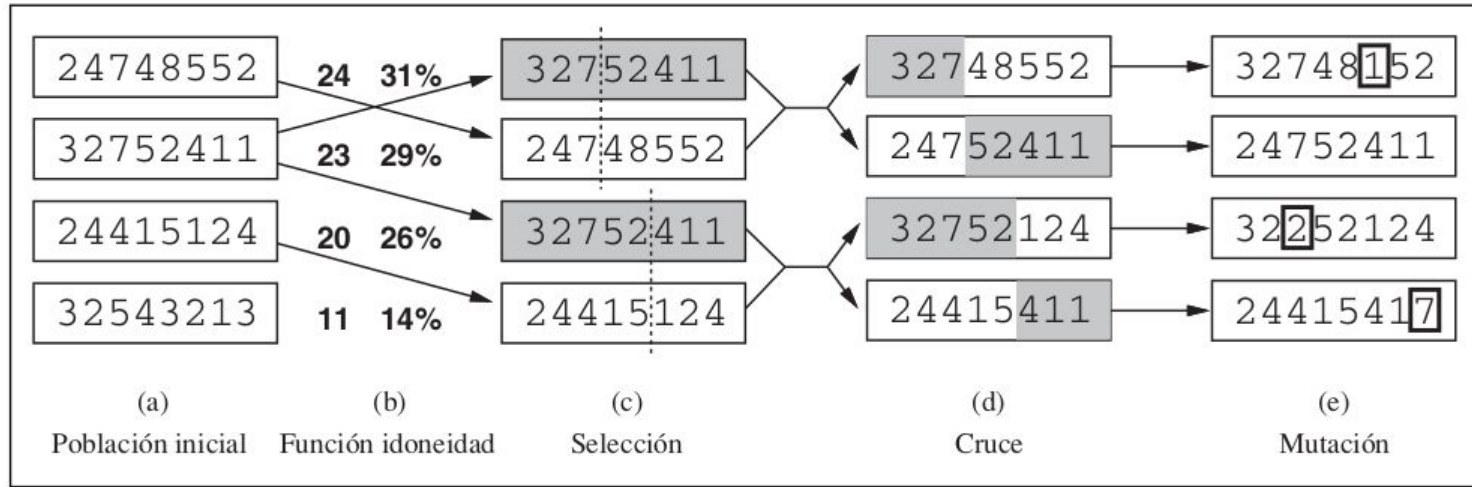 24748552 24 31% 32752411 32748552 32748152
32752411 23 29% 24748552 24752411 24752411
24415124 20 26% 32752411 32752124 32252124
32543213 11 14% 24415124 24415411 24415417
(a) (b) (c) (d) (e)
Población inicial Función idoneidad Selección Cruce Mutación